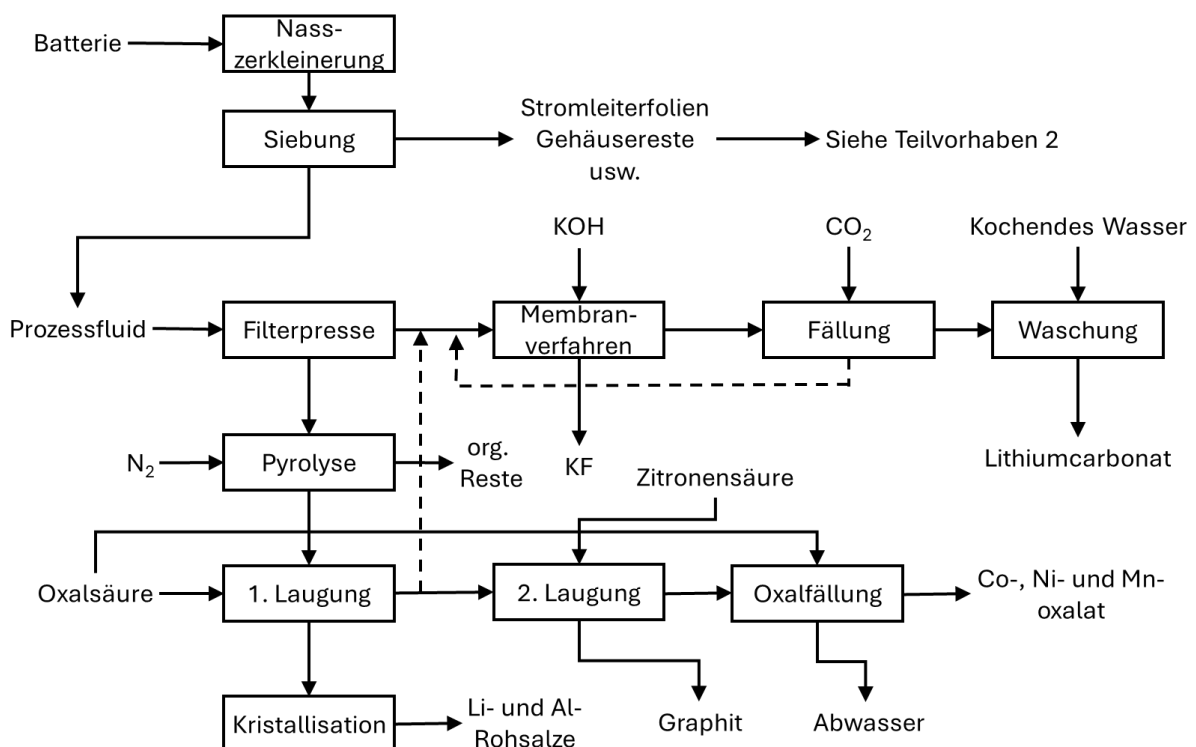 Nass-
zerkleinerung
Batterie
Stromleiterfolien
Gehäusereste
usw.
Siebung
Siehe Teilvorhaben 2
KOH
CO₂
Kochendes Wasser
Prozessfluid
Filterpresse
Membran-
verfahren
Fällung
Waschung
N₂
Pyrolyse
org.
Reste
KF
Lithiumcarbonat
Zitronensäure
Oxalsäure
1. Laugung
2. Laugung
Oxalfällung
Co-, Ni- und Mn-
oxalat
Kristallisation
Li- und Al-
Rohsalze
Graphit
Abwasser